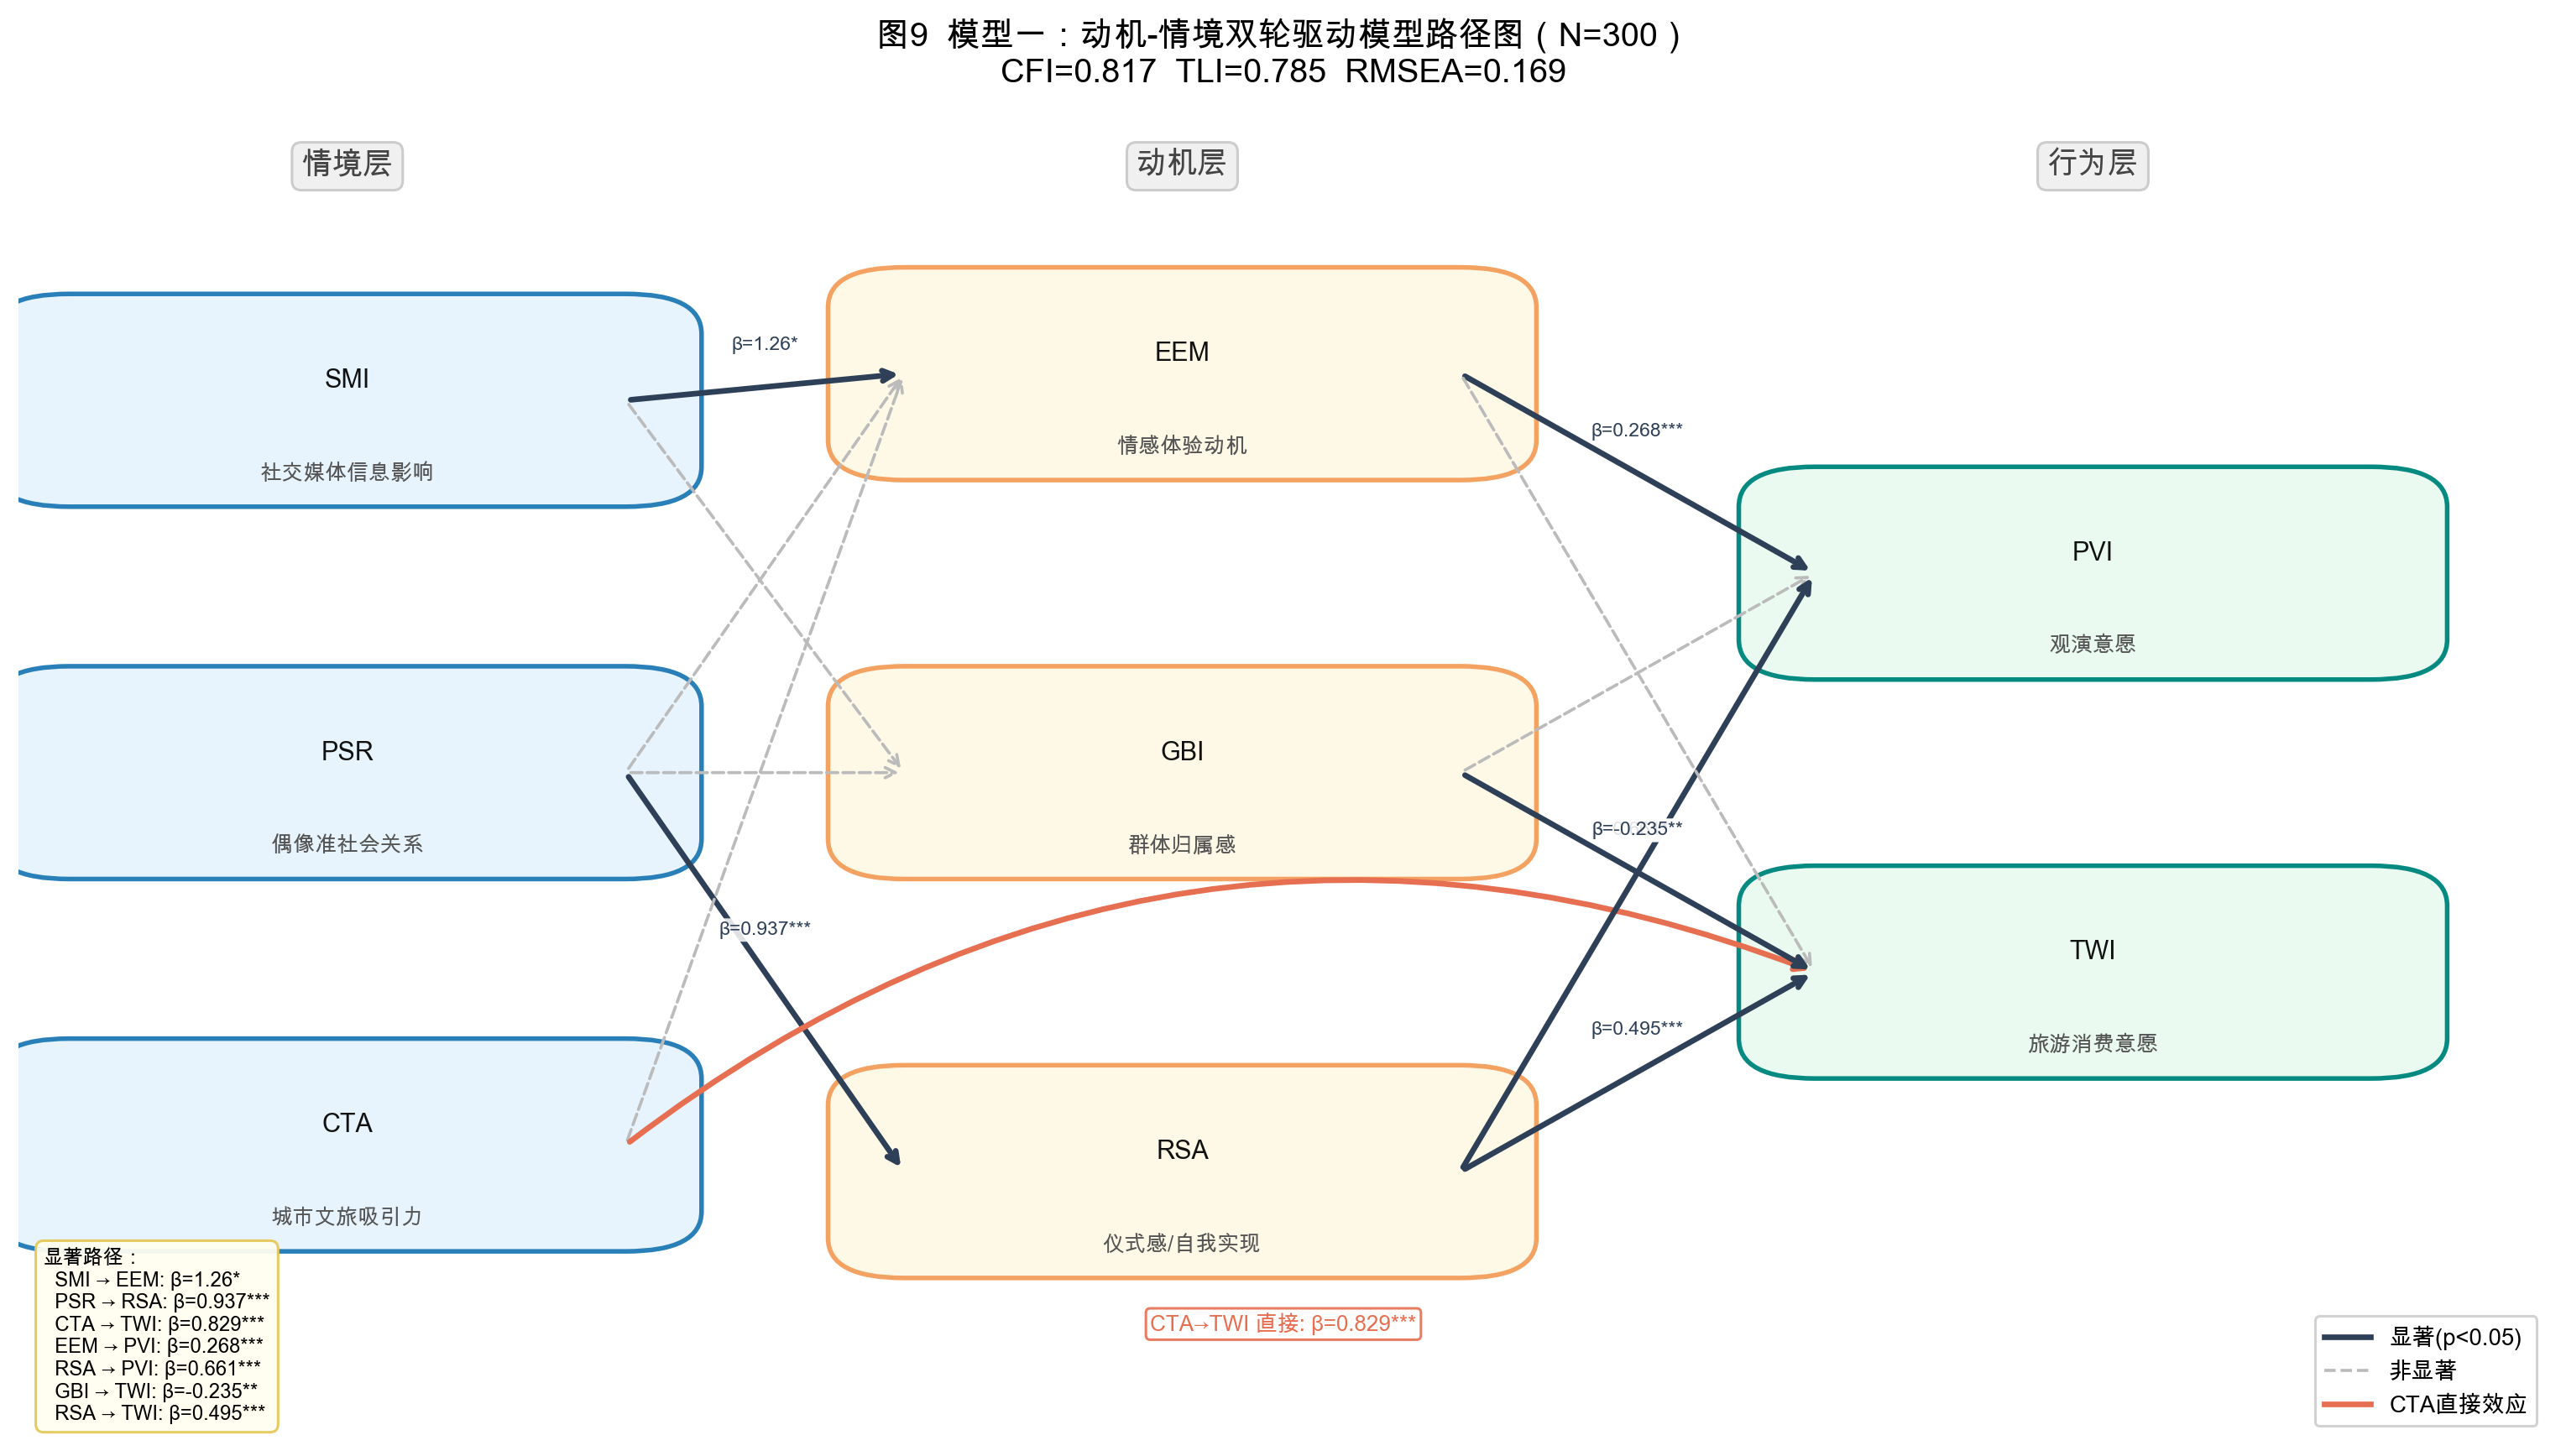 图9  模型一：动机-情境双轮驱动模型路径图（N=300）
CFI=0.817  TLI=0.785  RMSEA=0.169
情境层
动机层
行为层
SMI
社交媒体信息影响
PSR
偶像准社会关系
CTA
城市文旅吸引力
EEM
情感体验动机
GBI
群体归属感
RSA
仪式感/自我实现
PVI
观演意愿
TWI
旅游消费意愿
β=1.26*
β=0.937***
β=0.268***
β=-0.235**
β=0.495***
CTA→TWI 直接: β=0.829***
显著路径：
SMI→EEM: β=1.26*
PSR→RSA: β=0.937***
CTA→TWI: β=0.829***
EEM→PVI: β=0.268***
RSA→PVI: β=0.661***
GBI→TWI: β=-0.235**
RSA→TWI: β=0.495***
显著(p<0.05)
非显著
CTA直接效应